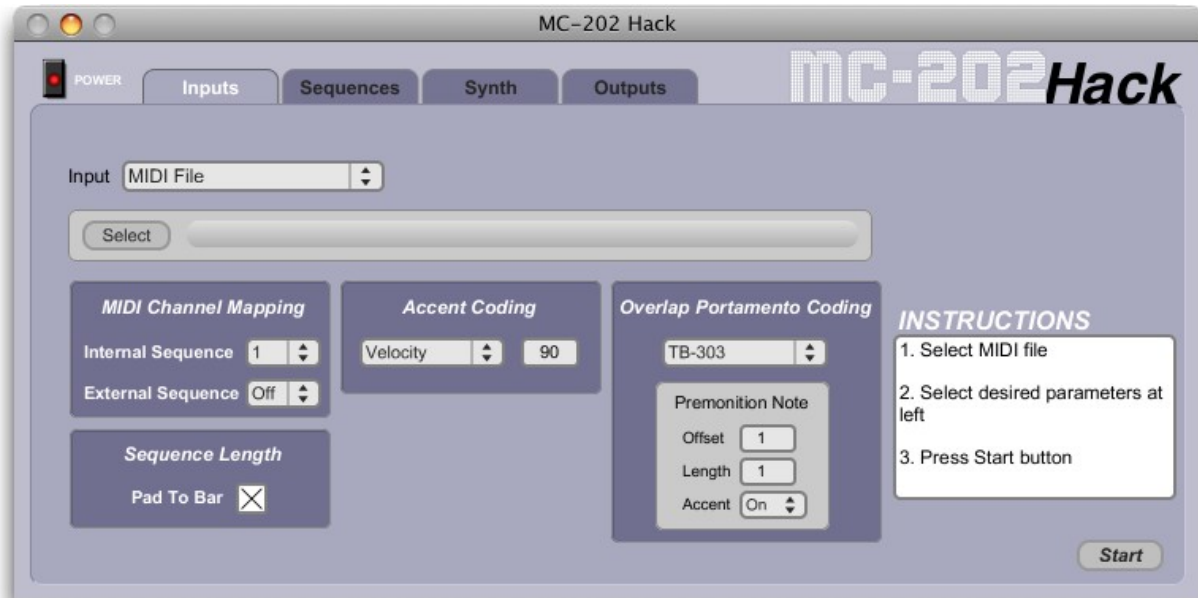 MC-202 Hack
POWER
Inputs Sequences Synth Outputs
MC-202 Hack
Input MIDI File
Select
MIDI Channel Mapping
Internal Sequence 1
External Sequence Off
Sequence Length
Pad To Bar
Accent Coding
Velocity 90
Overlap Portamento Coding
TB-303
Premonition Note
Offset 1
Length 1
Accent On
INSTRUCTIONS
1. Select MIDI file
2. Select desired parameters at
left
3. Press Start button
Start